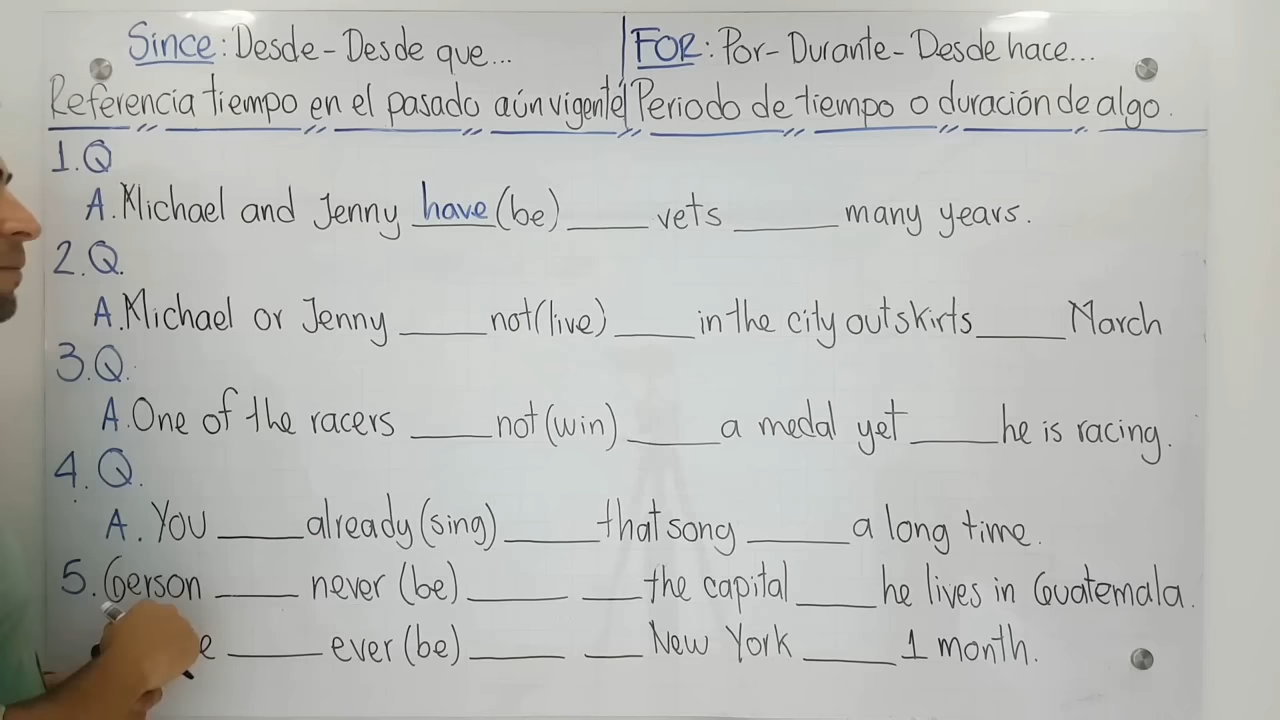 Since: Desde - Desde que... FOR: Por - Durante - Desde hace...
Referencia tiempo en el pasado aún vigente Periodo de tiempo o duración de algo.
1.Q
A. Michael and Jenny have (be) ____ vets ____ many years.
2.Q.
A. Michael or Jenny ____ not (live) ____ in the city outskirts ____ March
3.Q.
A. One of the racers ____ not (win) ____ a medal yet ____ he is racing.
4.Q.
A. You ____ already (sing) ____ that song ____ a long time.
5. Gerson ____ never (be) ____ ____ the capital ____ he lives in Guatemala.
____ ever (be) ____ ____ New York ____ 1 month.